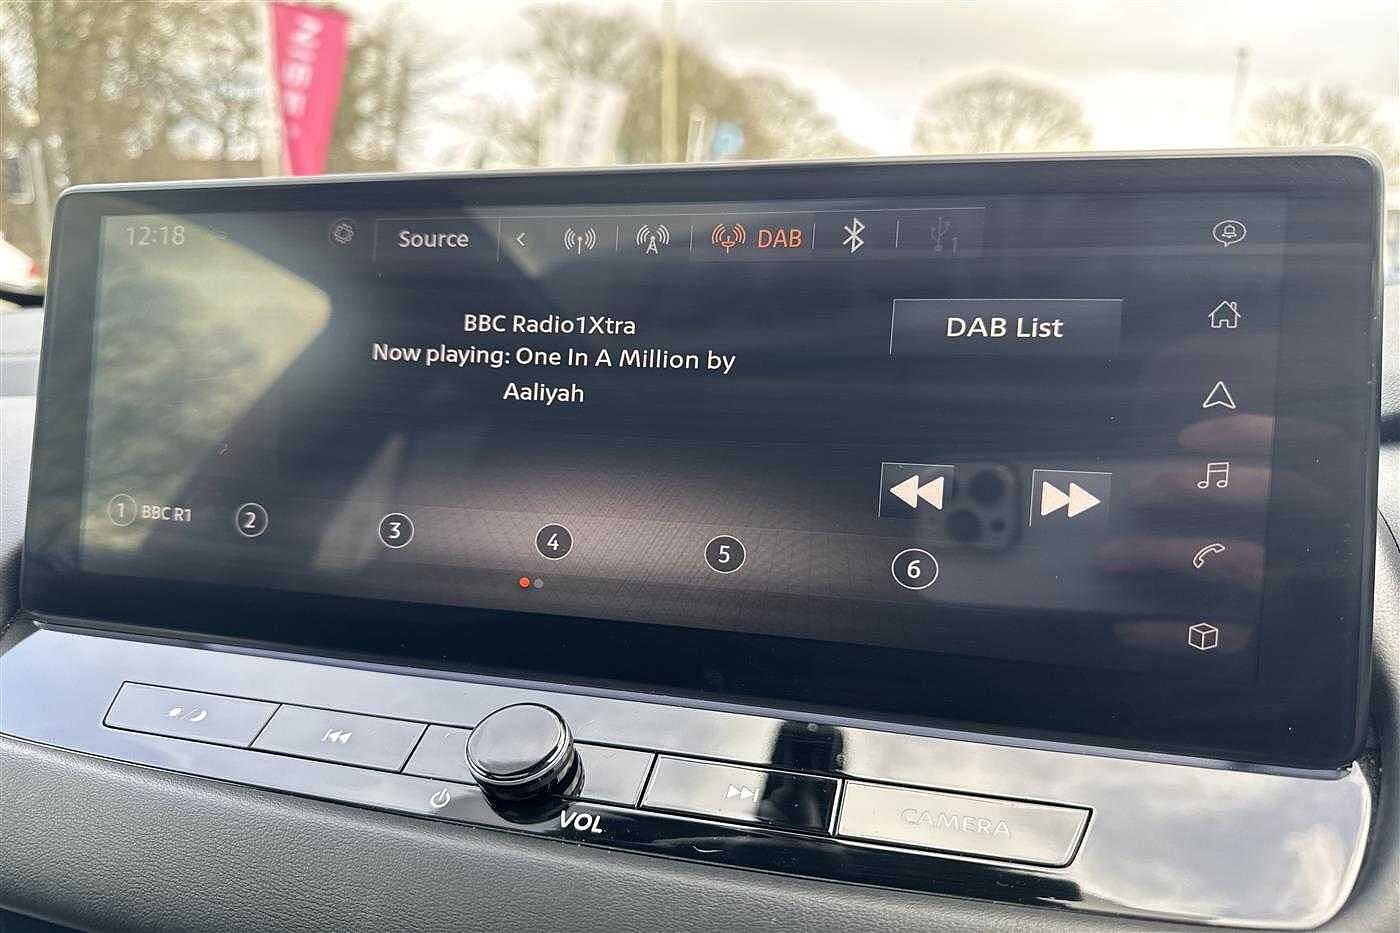 12:18
Source
DAB
1
BBC Radio1Xtra
Now playing: One In A Million by
Aaliyah
DAB List
1 BBC R1
2
3
4
5
6
VOL
CAMERA